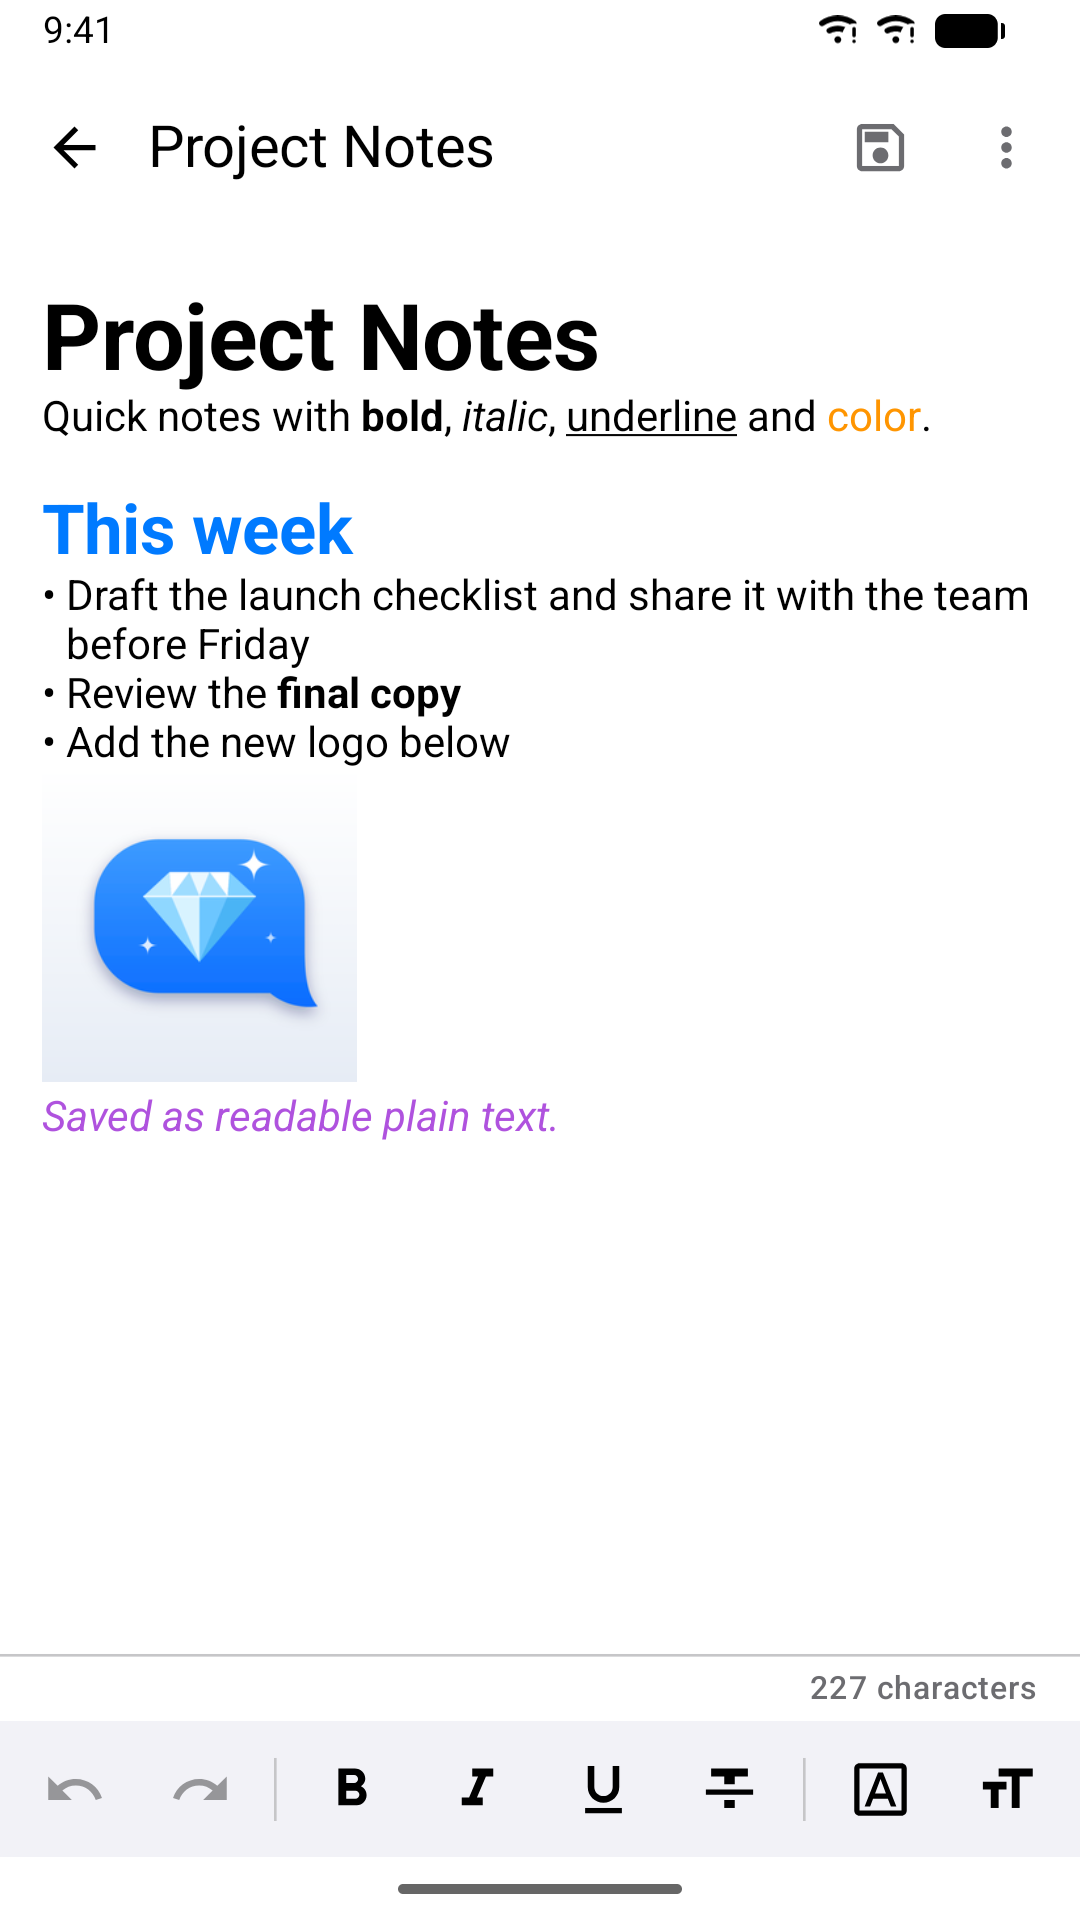 9:41
Project Notes
Project Notes
Quick notes with bold, italic, underline and color.
This week
• Draft the launch checklist and share it with the team
before Friday
• Review the final copy
• Add the new logo below
Saved as readable plain text.
227 characters
B I U T A TT